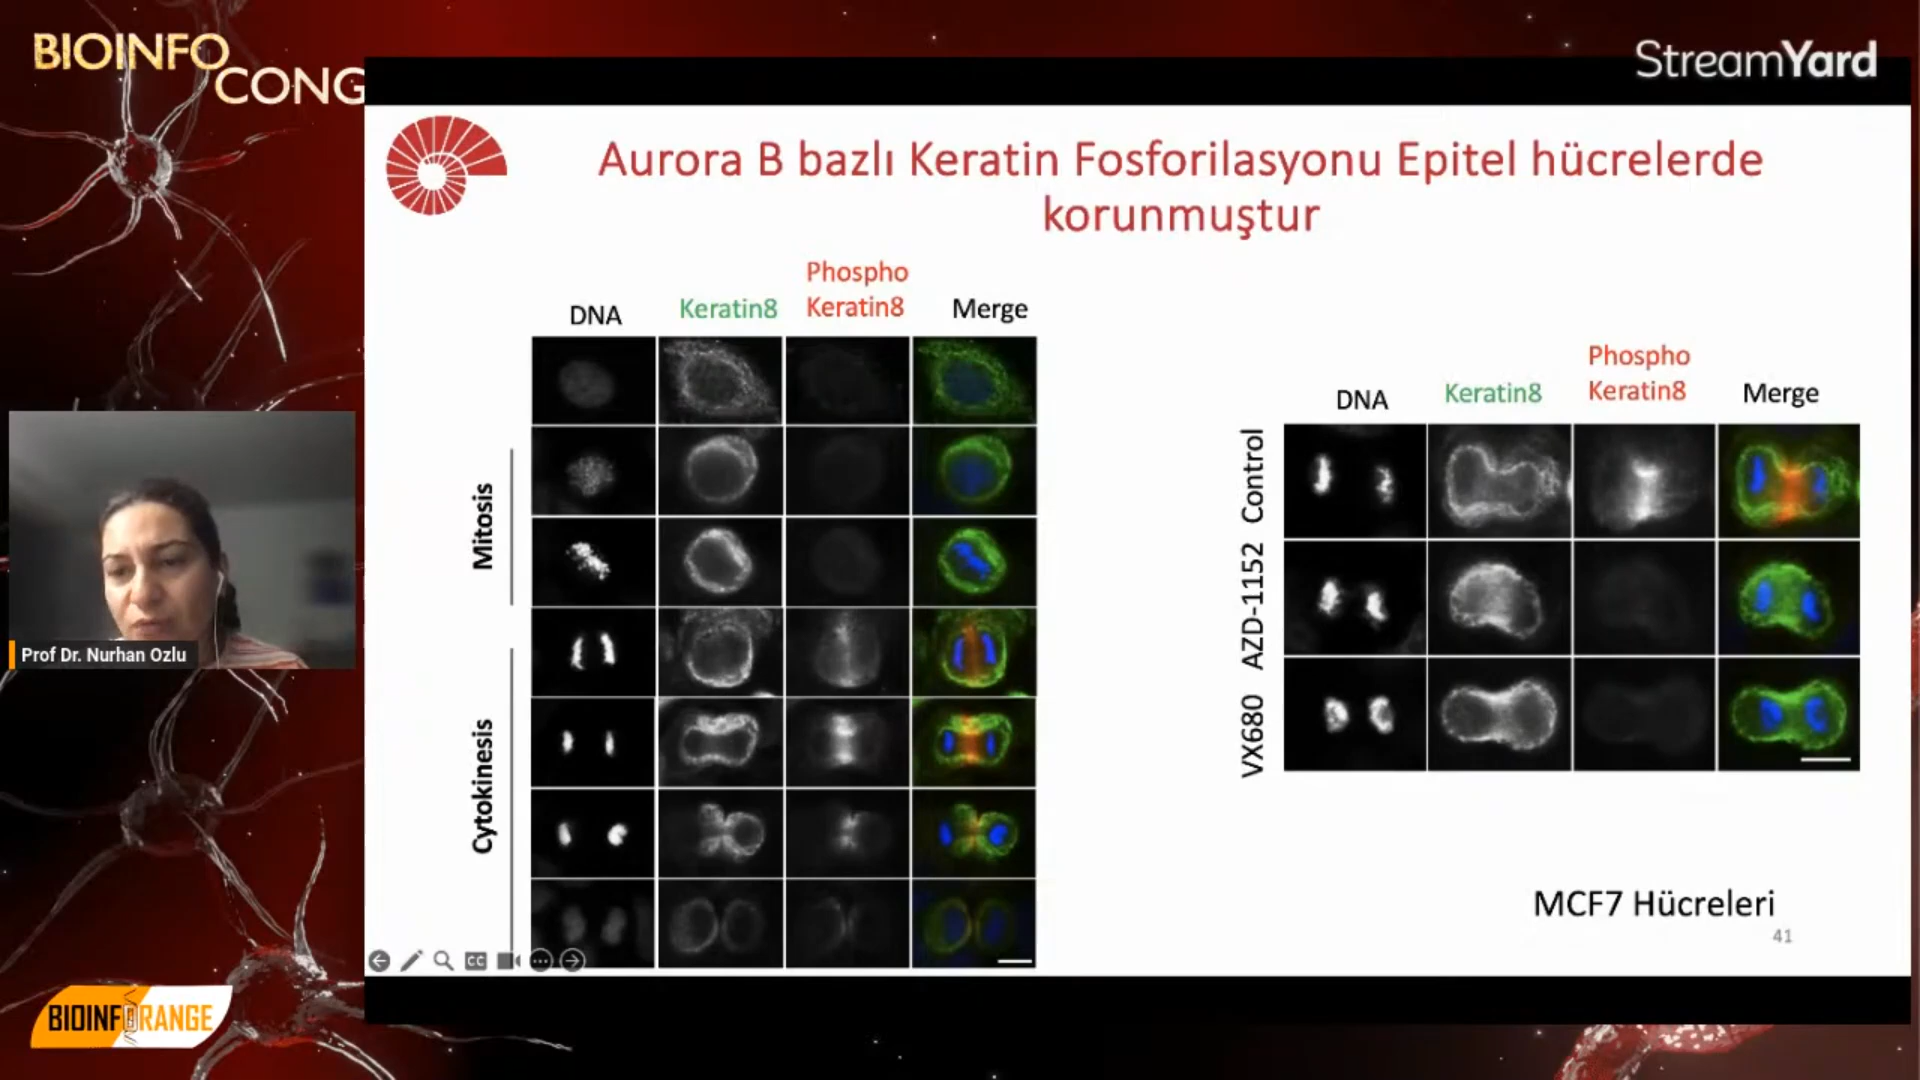 BIOINFO
CONG
StreamYard
Aurora B bazlı Keratin Fosforilasyonu Epitel hücrelerde
korunmuştur
DNA
Keratin8
Phospho
Keratin8
Merge
Mitosis
Cytokinesis
DNA
Keratin8
Phospho
Keratin8
Merge
Control
AZD-1152
VX680
MCF7 Hücreleri
41
CC
Prof Dr. Nurhan Ozlu
BIOINFORANGE